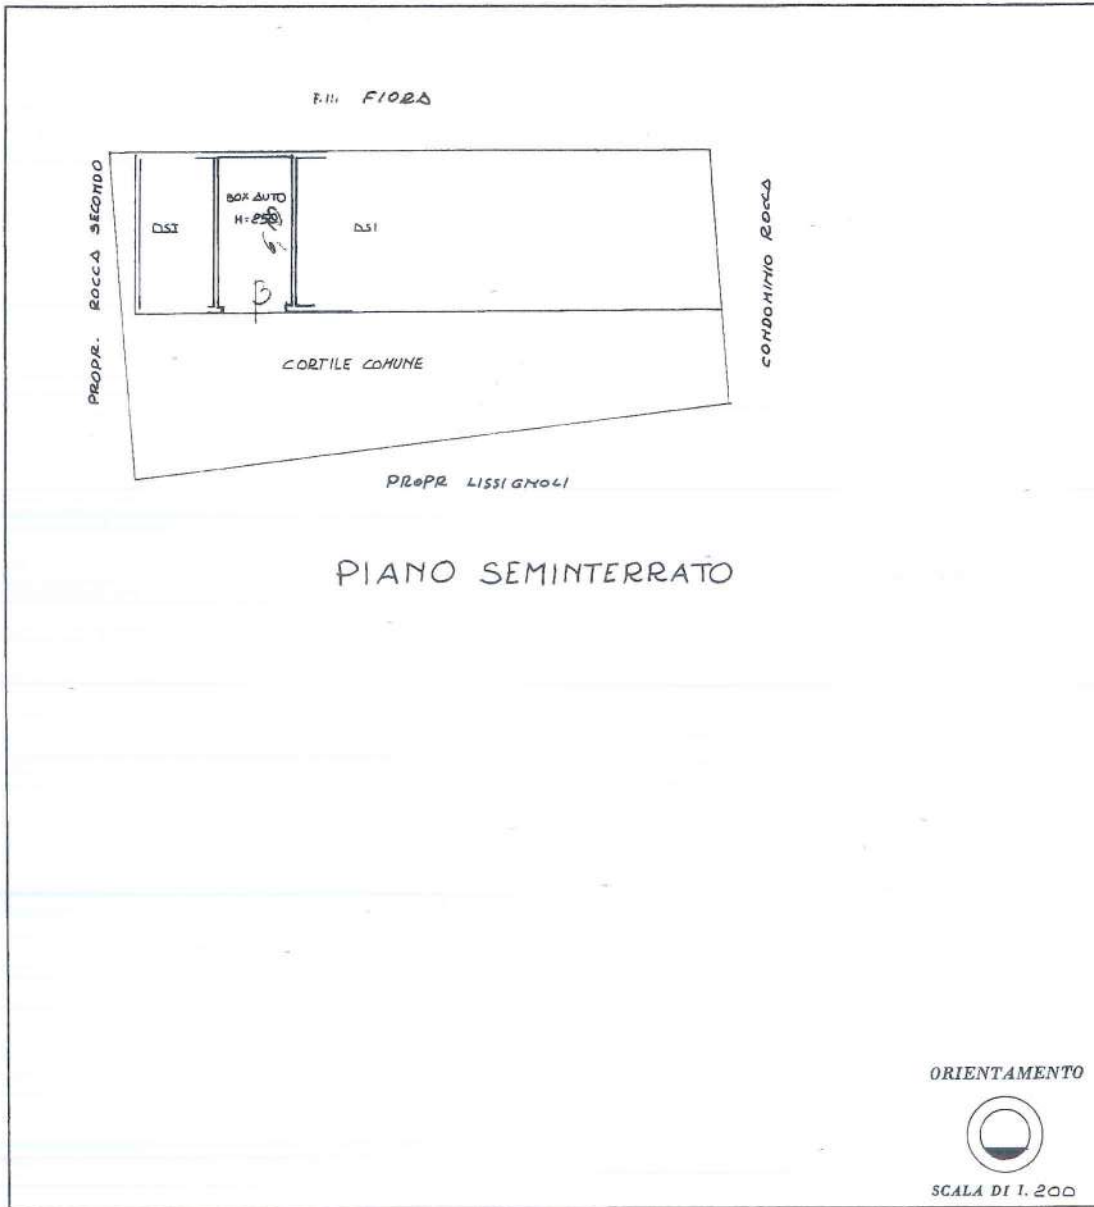 F.lli FIORA
PROPR. ROCCA SECONDO
BOX AUTO
H=250
DSI
DSI
CONDOMINIO ROCCA
CORTILE COMUNE
PROPR LISSIGNOLI
PIANO SEMINTERRATO
ORIENTAMENTO
SCALA DI 1. 200